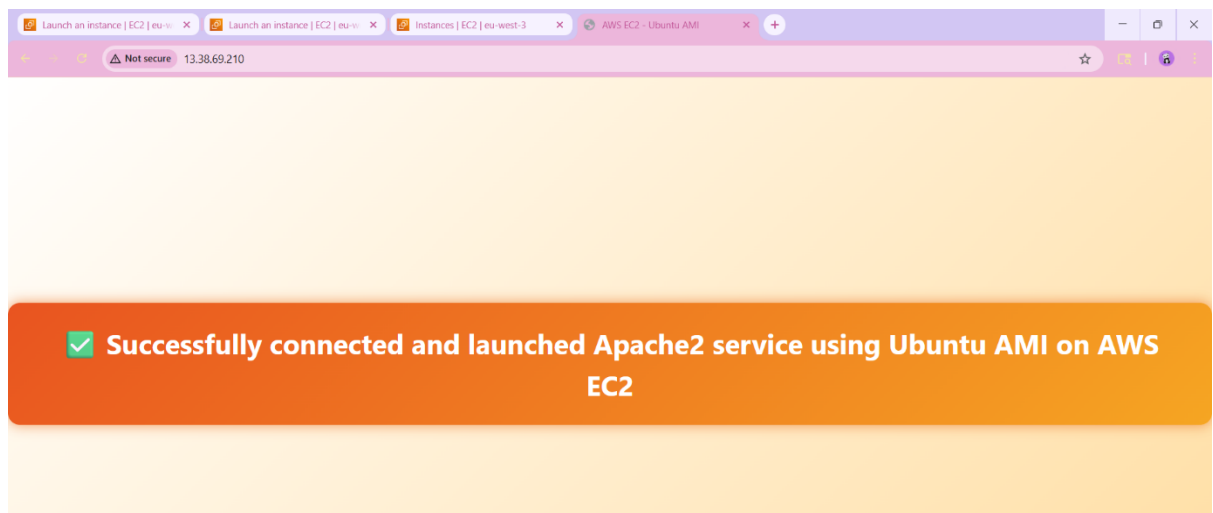 Launch an instance | EC2 | eu-w
Launch an instance | EC2 | eu-w
Instances | EC2 | eu-west-3
AWS EC2 - Ubuntu AMI
Not secure
13.38.69.210
✅ Successfully connected and launched Apache2 service using Ubuntu AMI on AWS
EC2